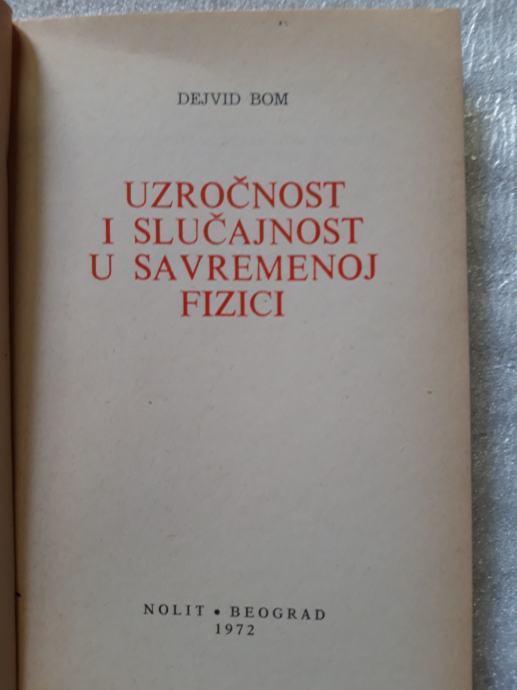 DEJVID BOM
UZROČNOST
I SLUČAJNOST
U SAVREMENOJ
FIZICI
NOLIT • BEOGRAD
1972